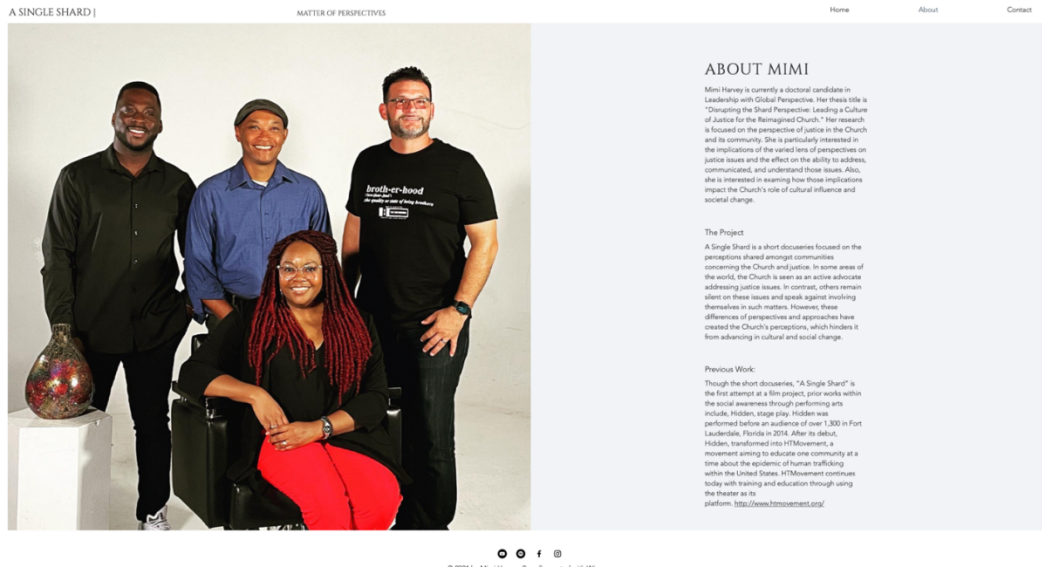 A SINGLE SHARD |
MATTER OF PERSPECTIVES
Home
About
Contact
broth-er-hood
the quality or state of being brothers
ABOUT MIMI
Mimi Harvey is currently a doctoral candidate in
Leadership with Global Perspective. Her thesis title is
"Disrupting the Shard Perspective: Leading a Culture
of Justice for the Reimagined Church." Her research
is focused on the perspective of justice in the Church
and its community. She is particularly interested in
the implications of the varied lens of perspectives on
justice issues and the effect on the ability to address,
communicated, and understand those issues. Also,
she is interested in examing how those implications
impact the Church's role of cultural influence and
societal change.
The Project
A Single Shard is a short docuseries focused on the
perceptions shared amongst communities
concerning the Church and justice. In some areas of
the world, the Church is seen as an active advocate
addressing justice issues. In contrast, others remain
silent on these issues and speak against involving
themselves in such matters. However, these
differences of perspectives and approaches have
created the Church's perceptions, which hinders it
from advancing in cultural and social change.
Previous Work:
Though the short docuseries, "A Single Shard" is
the first attempt at a film project, prior works within
the social awareness through performing arts
include, Hidden, stage play. Hidden was
performed before an audience of over 1,300 in Fort
Lauderdale, Florida in 2014. After its debut,
Hidden, transformed into HTMovement, a
movement aiming to educate one community at a
time about the epidemic of human trafficking
within the United States. HTMovement continues
today with training and education through using
the theater as its
platform. http://www.htmovement.org/